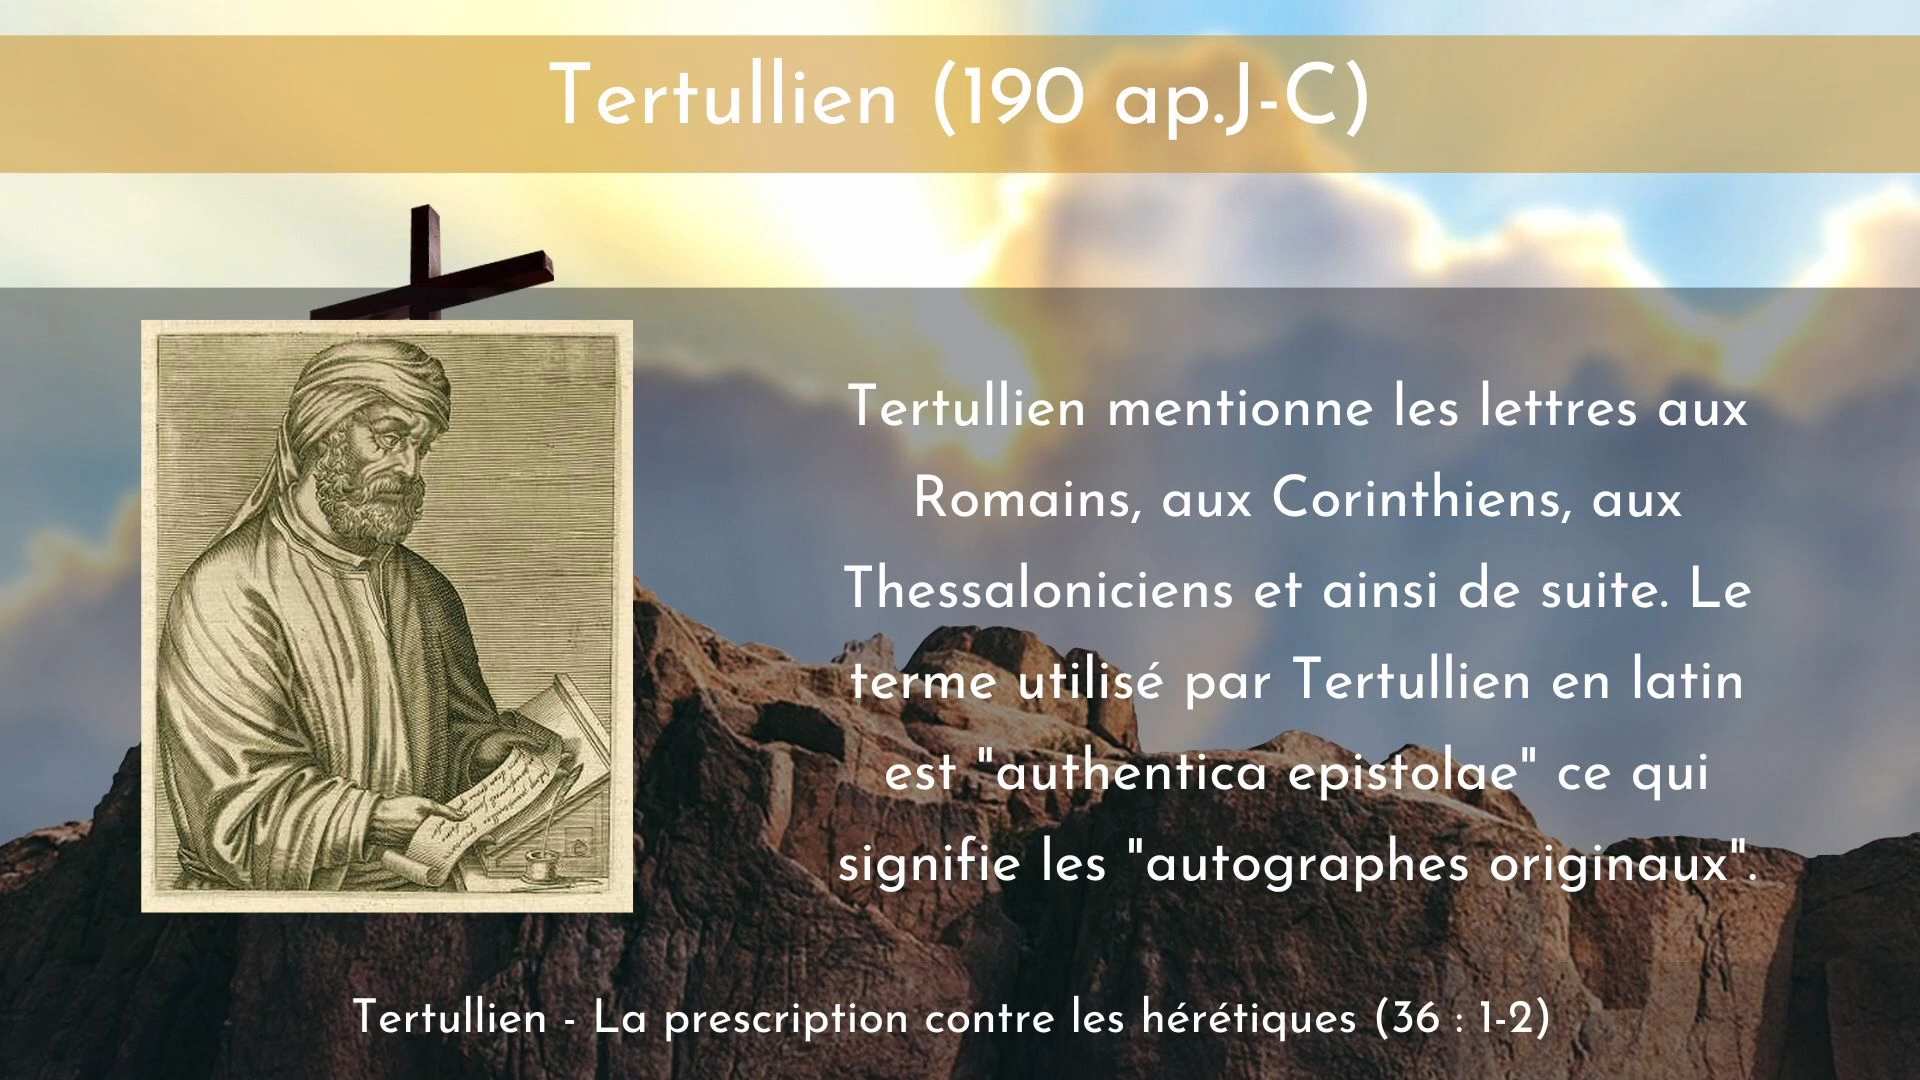 Tertullien (190 ap.J-C)
Tertullien mentionne les lettres aux
Romains, aux Corinthiens, aux
Thessaloniciens et ainsi de suite. Le
terme utilisé par Tertullien en latin
est "authentica epistolae" ce qui
signifie les "autographes originaux".
Tertullien - La prescription contre les hérétiques (36 : 1-2)